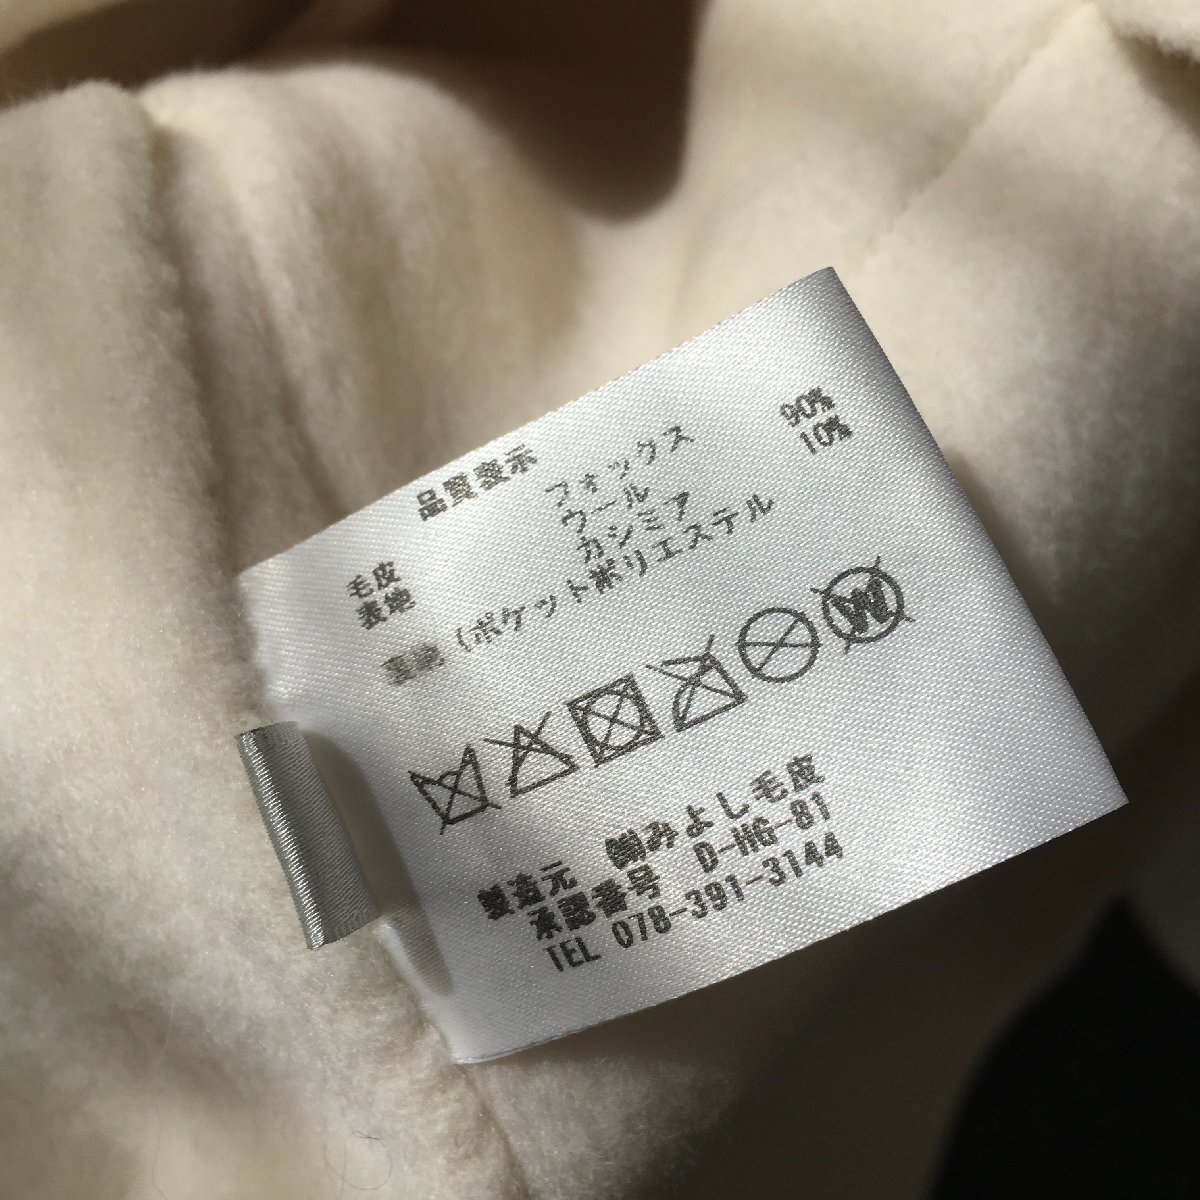 品質表示
毛皮 フォックス
表地 ウール 90%
カシミア 10%
裏地 (ポケット ポリエステル
製造元 ㈱みよし毛皮
承認番号 D-HG-81
TEL 078-391-3144